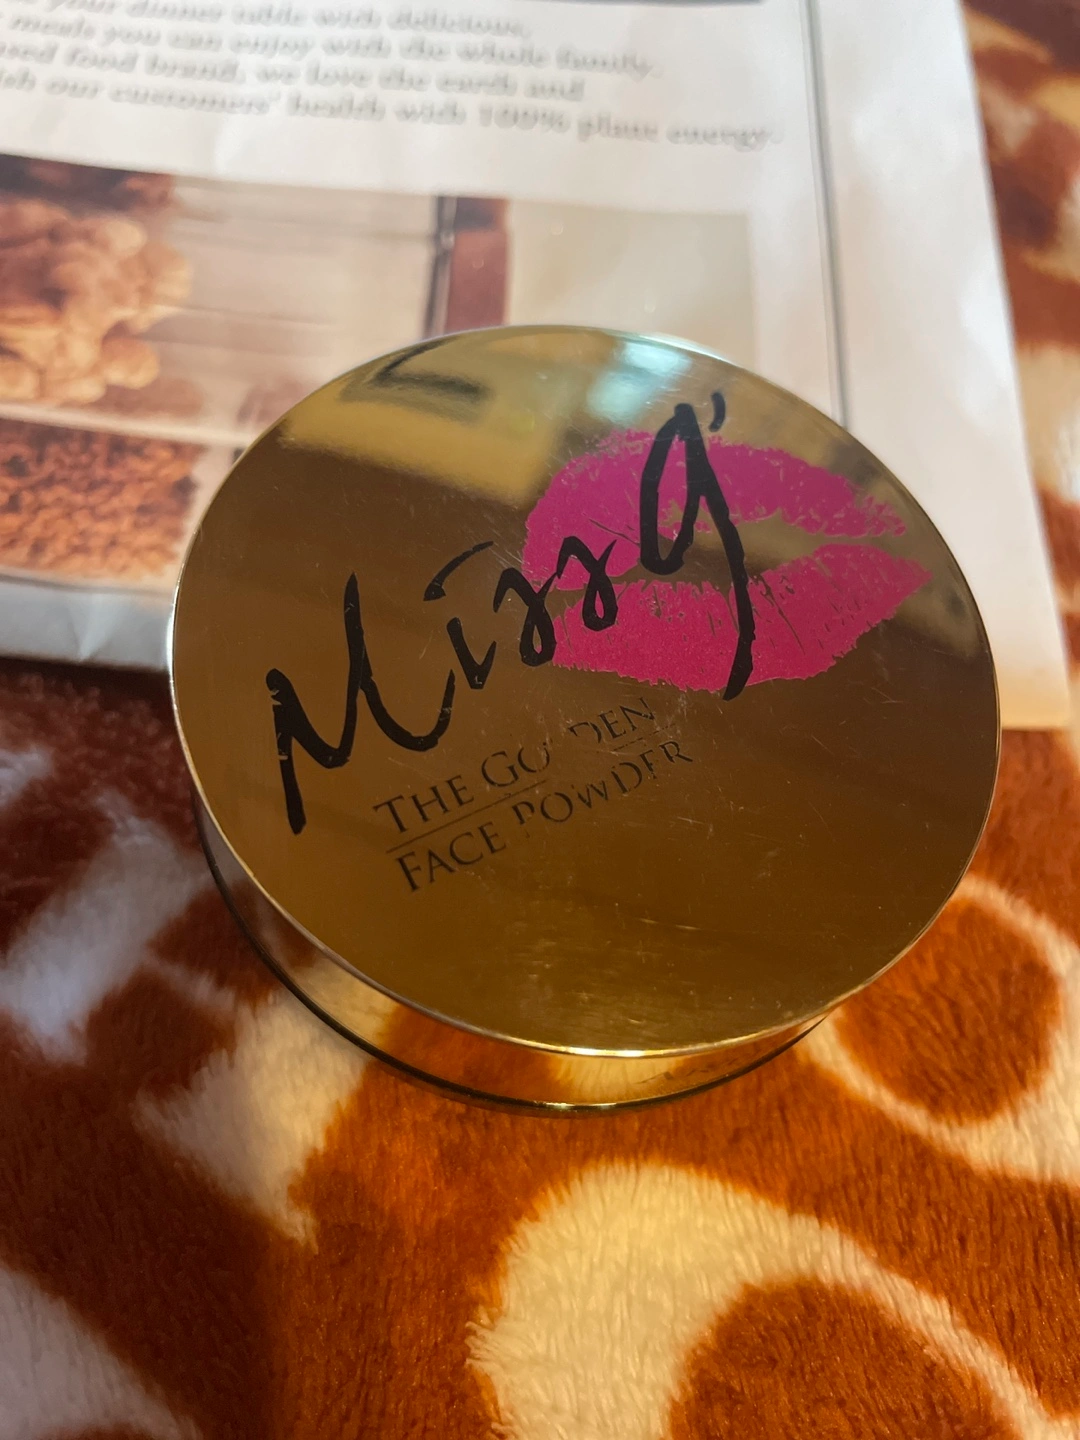 your dinner table with delicious,
meals you can enjoy with the whole family.
food brand, we love the earth and
our customers' health with 100% plant energy.
Mizz g'
THE GOLDEN
FACE POWDER